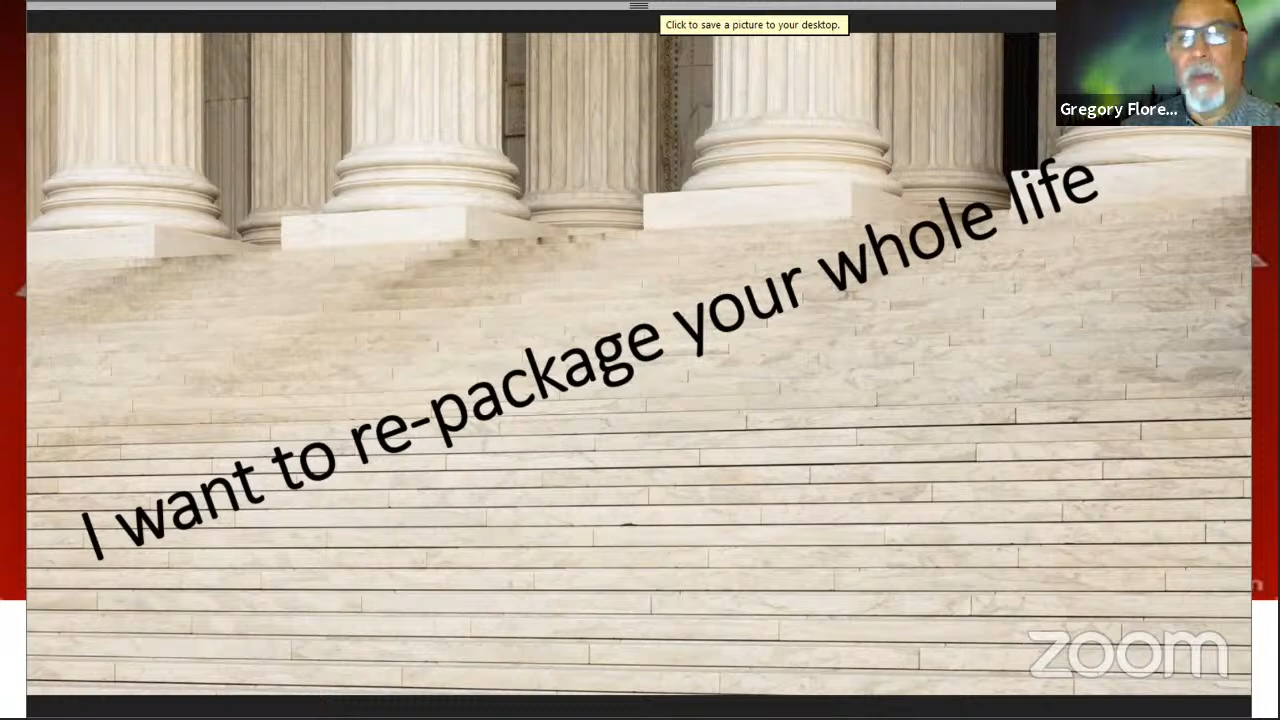 Click to save a picture to your desktop.
Gregory Flore...
I want to re-package your whole life
zoom